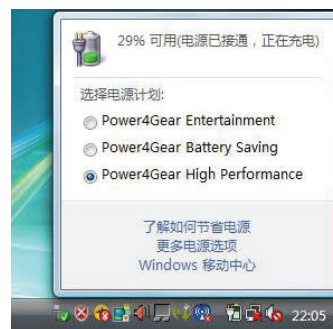 29% 可用(电源已接通，正在充电)
选择电源计划:
Power4Gear Entertainment
Power4Gear Battery Saving
Power4Gear High Performance
了解如何节省电源
更多电源选项
Windows 移动中心
22:05